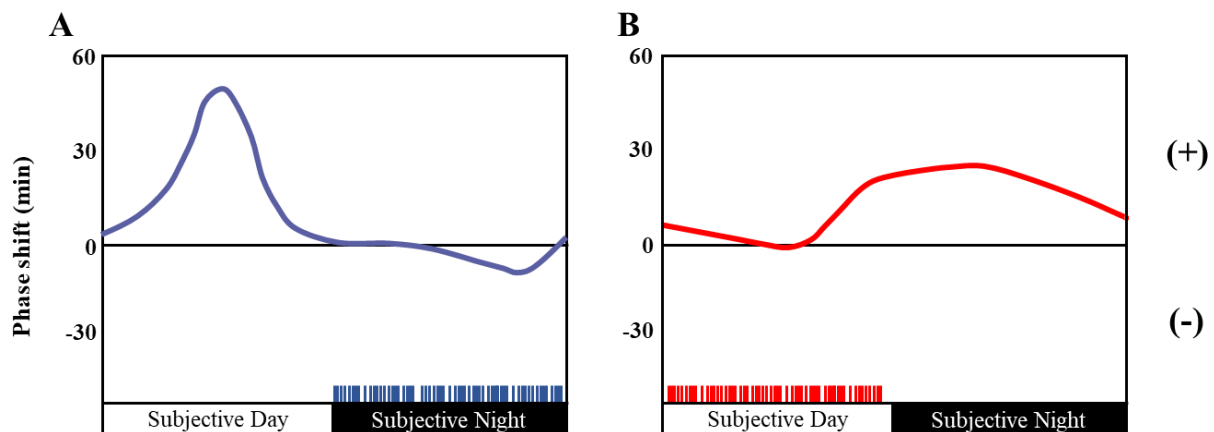 A
B
60
30
0
-30
Phase shift (min)
Subjective Day
Subjective Night
60
30
0
-30
Subjective Day
Subjective Night
(+)
(-)